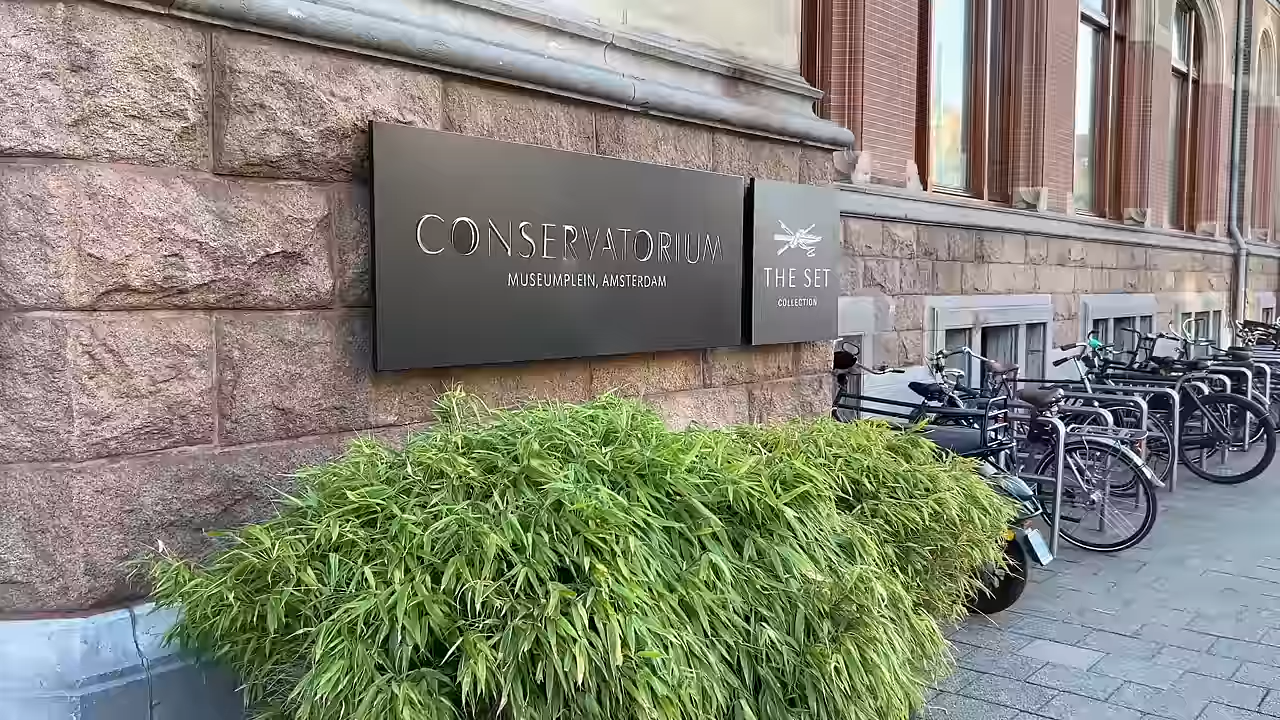 CONSERVATORIUM
MUSEUMPLEIN, AMSTERDAM
THE SET
COLLECTION